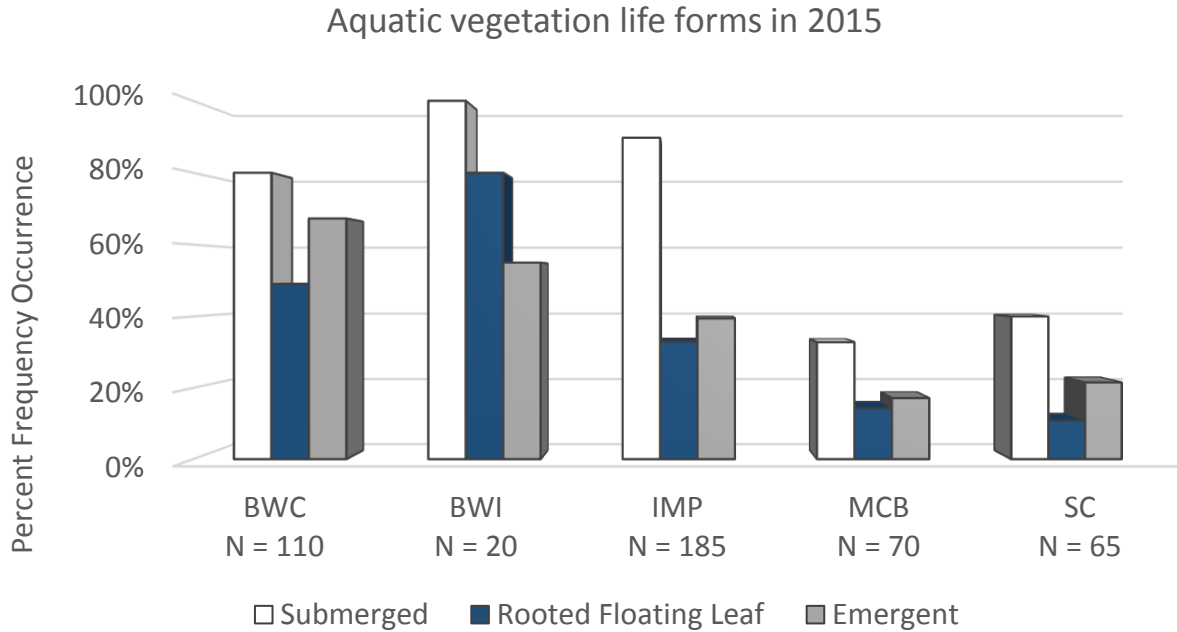 Aquatic vegetation life forms in 2015
Percent Frequency Occurrence
100%
80%
60%
40%
20%
0%
BWC
N = 110
BWI
N = 20
IMP
N = 185
MCB
N = 70
SC
N = 65
Submerged
Rooted Floating Leaf
Emergent